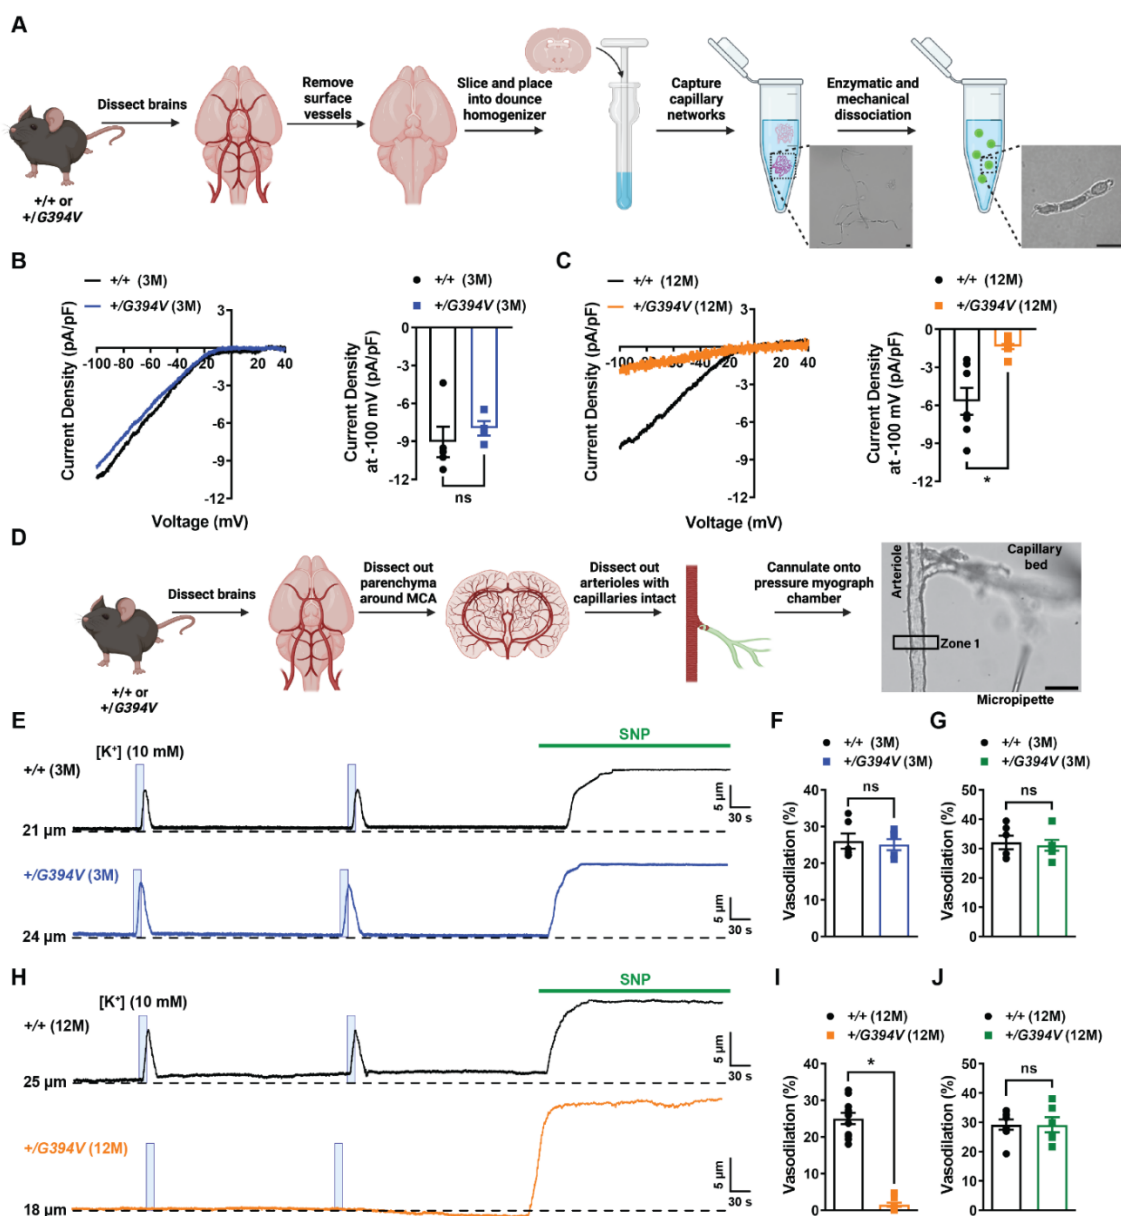 A
Dissect brains
Remove
surface
vessels
Slice and place
into dounce
homogenizer
Capture
capillary
networks
Enzymatic and
mechanical
dissociation
+/+ or
+/G394V
B
+/+ (3M)
+/G394V (3M)
Current Density (pA/pF)
3
-100
-80
-60
-40
-20
20
40
-3
-6
-9
-12
Voltage (mV)
+/+ (3M)
+/G394V (3M)
Current Density
at -100 mV (pA/pF)
0
-3
-6
-9
-12
ns
C
+/+ (12M)
+/G394V (12M)
Current Density (pA/pF)
3
-100
-80
-60
-40
-20
20
40
-3
-6
-9
-12
Voltage (mV)
+/+ (12M)
+/G394V (12M)
Current Density
at -100 mV (pA/pF)
0
-3
-6
-9
-12
*
D
Dissect brains
Dissect out
parenchyma
around MCA
Dissect out
arterioles with
capillaries intact
Cannulate onto
pressure myograph
chamber
+/+ or
+/G394V
Arteriole
Capillary
bed
Zone 1
Micropipette
E
[K+] (10 mM)
SNP
+/+ (3M)
21 µm
5 µm
30 s
+/G394V (3M)
24 µm
5 µm
30 s
F
+/+ (3M)
+/G394V (3M)
Vasodilation (%)
40
30
20
10
0
ns
G
+/+ (3M)
+/G394V (3M)
Vasodilation (%)
50
40
30
20
10
0
ns
H
[K+] (10 mM)
SNP
+/+ (12M)
25 µm
5 µm
30 s
+/G394V (12M)
18 µm
5 µm
30 s
I
+/+ (12M)
+/G394V (12M)
Vasodilation (%)
40
30
20
10
0
*
J
+/+ (12M)
+/G394V (12M)
Vasodilation (%)
50
40
30
20
10
0
ns